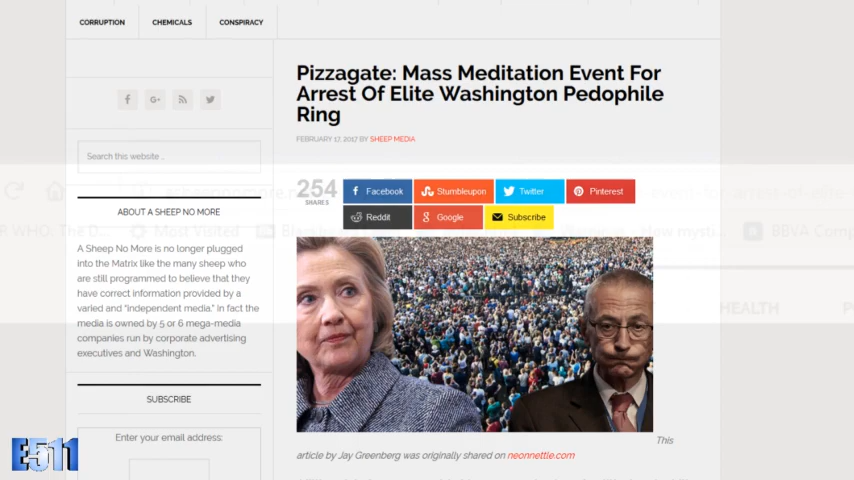 CORRUPTION CHEMICALS CONSPIRACY
Pizzagate: Mass Meditation Event For
Arrest Of Elite Washington Pedophile
Ring
FEBRUARY 17, 2017 BY SHEEP MEDIA
Search this website ..
254
SHARES
Facebook Stumbleupon Twitter Pinterest
Reddit Google Subscribe
ABOUT A SHEEP NO MORE
A Sheep No More is no longer plugged
into the Matrix like the many sheep who
are still programmed to believe that they
have correct information provided by a
varied and “independent media.” In fact the
media is owned by 5 or 6 mega-media
companies run by corporate advertising
executives and Washington.
SUBSCRIBE
Enter your email address:
This
article by Jay Greenberg was originally shared on neonnettle.com
Most Visited
BBVA Comp
HEALTH
E511